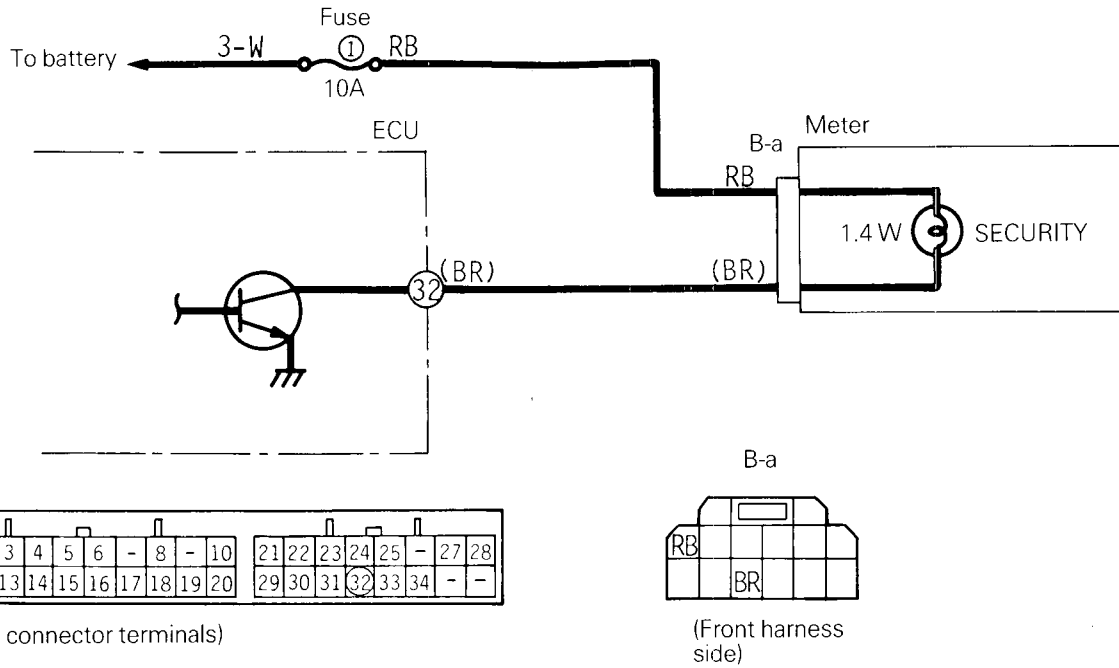 Fuse
To battery
3-W
①
RB
10A
ECU
Meter
B-a
RB
1.4 W
SECURITY
(BR)
(BR)
32
B-a
3 4 5 6 - 8 - 10
21 22 23 24 25 - 27 28
13 14 15 16 17 18 19 20
29 30 31 32 33 34 - -
RB
BR
connector terminals)
(Front harness
side)